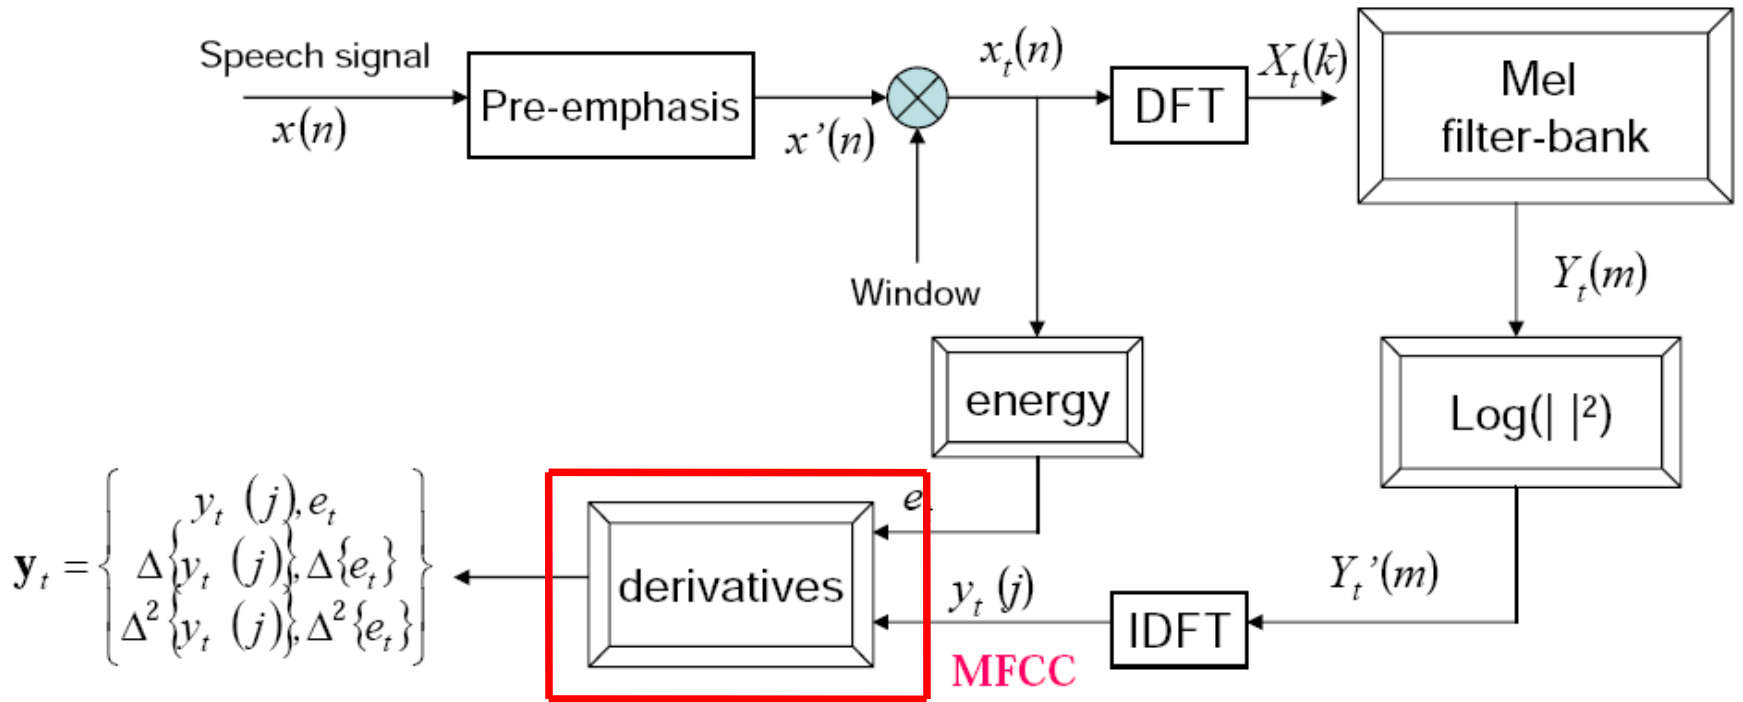 Speech signal
x(n)
Pre-emphasis
x'(n)
Window
x_t(n)
DFT
X_t(k)
Mel
filter-bank
Y_t(m)
Log(| |²)
Y_t'(m)
IDFT
y_t (j)
MFCC
energy
e
derivatives
y_t = { y_t (j), e_t
Δ{y_t (j)}, Δ{e_t}
Δ²{y_t (j)}, Δ²{e_t} }